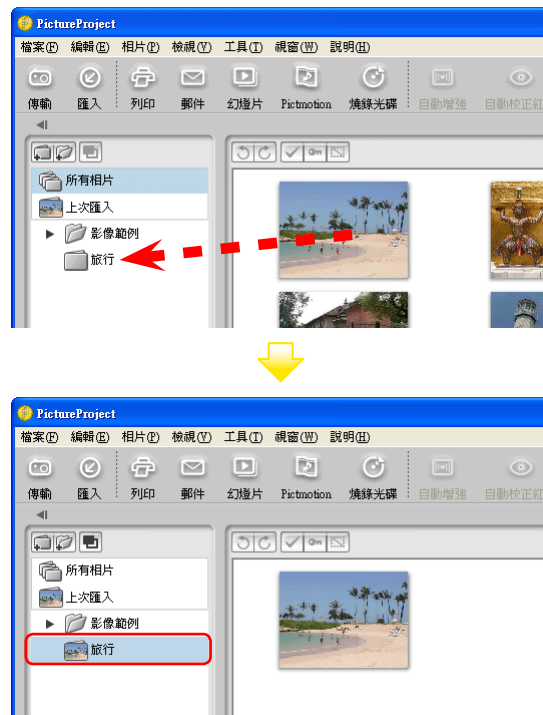 PictureProject
檔案(F) 編輯(E) 相片(P) 檢視(V) 工具(I) 視窗(W) 說明(H)
傳輸 匯入 列印 郵件 幻燈片 Pictmotion 燒錄光碟 自動增強 自動校正紅
所有相片
上次匯入
影像範例
旅行
PictureProject
檔案(F) 編輯(E) 相片(P) 檢視(V) 工具(I) 視窗(W) 說明(H)
傳輸 匯入 列印 郵件 幻燈片 Pictmotion 燒錄光碟 自動增強 自動校正紅
所有相片
上次匯入
影像範例
旅行